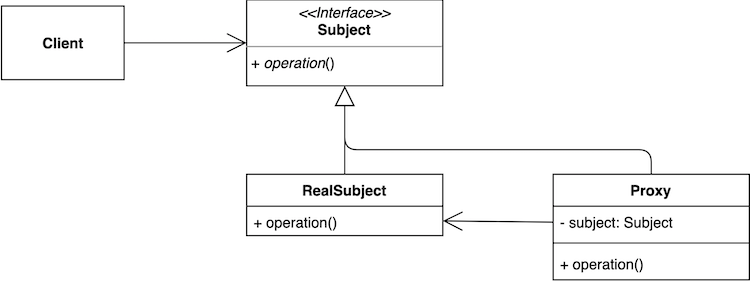 Client
<<Interface>>
Subject
+ operation()
RealSubject
+ operation()
Proxy
- subject: Subject
+ operation()